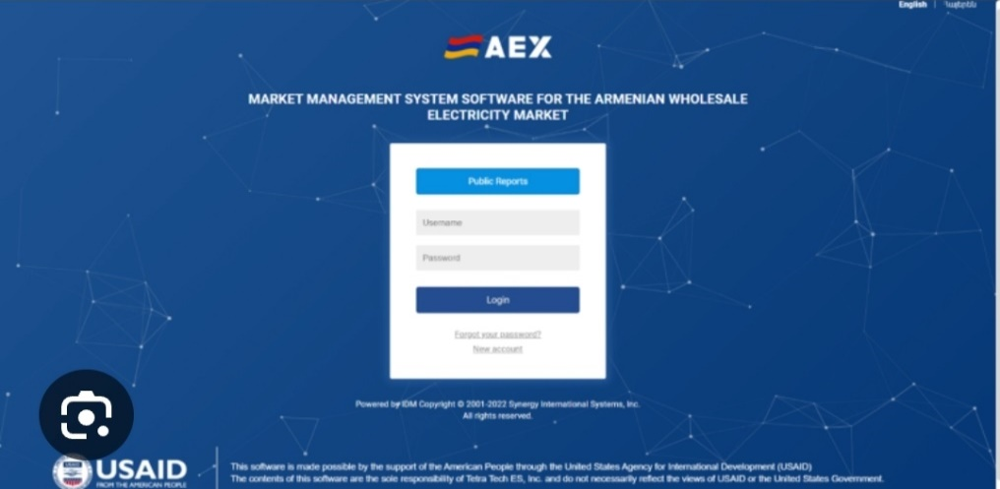 English | Հայերեն
AEX
MARKET MANAGEMENT SYSTEM SOFTWARE FOR THE ARMENIAN WHOLESALE
ELECTRICITY MARKET
Public Reports
Username
Password
Login
Forgot your password?
New account
Powered by IDM Copyright © 2001-2022 Synergy International Systems, Inc.
All rights reserved.
USAID
FROM THE AMERICAN PEOPLE
This software is made possible by the support of the American People through the United States Agency for International Development (USAID)
The contents of this software are the sole responsibility of Tetra Tech ES, Inc. and do not necessarily reflect the views of USAID or the United States Government.